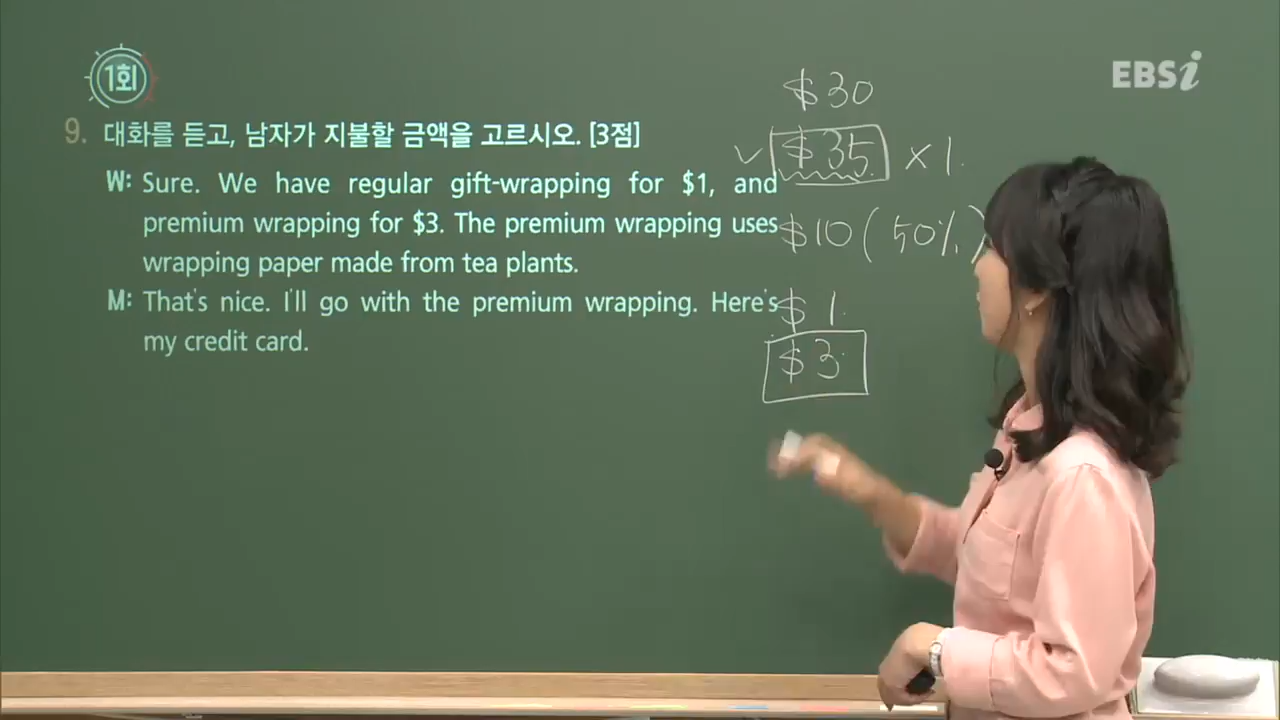 1회
EBSi
9. 대화를 듣고, 남자가 지불할 금액을 고르시오. [3점]
W: Sure. We have regular gift-wrapping for $1, and
premium wrapping for $3. The premium wrapping uses
wrapping paper made from tea plants.
M: That's nice. I'll go with the premium wrapping. Here's
my credit card.
$30
$35 × 1
$10 (50%)
$1
$3